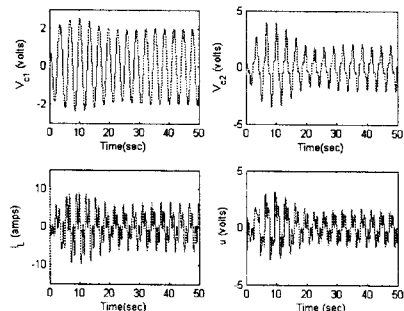 2
0
-2
V_C1 (volts)
0 10 20 30 40 50
Time(sec)
5
0
-5
V_C2 (volts)
0 10 20 30 40 50
Time(sec)
10
0
-10
i_L (amps)
0 10 20 30 40 50
Time(sec)
5
0
-5
u (volts)
0 10 20 30 40 50
Time (sec)